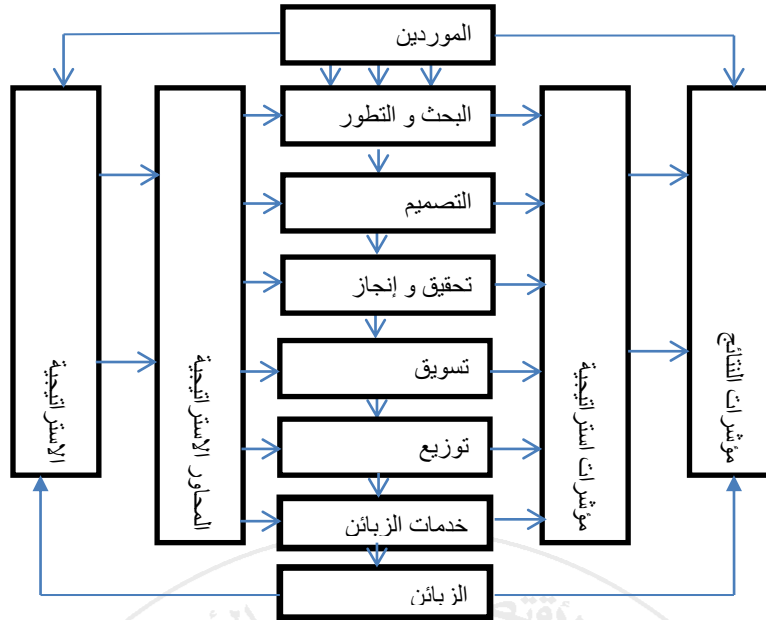 الموردين
البحث و التطور
التصميم
تحقيق و إنجاز
تسويق
توزيع
خدمات الزبائن
الزبائن
الاستراتيجية
المحاور الاستراتيجية
مؤشرات استراتيجية
مؤشرات النتائج